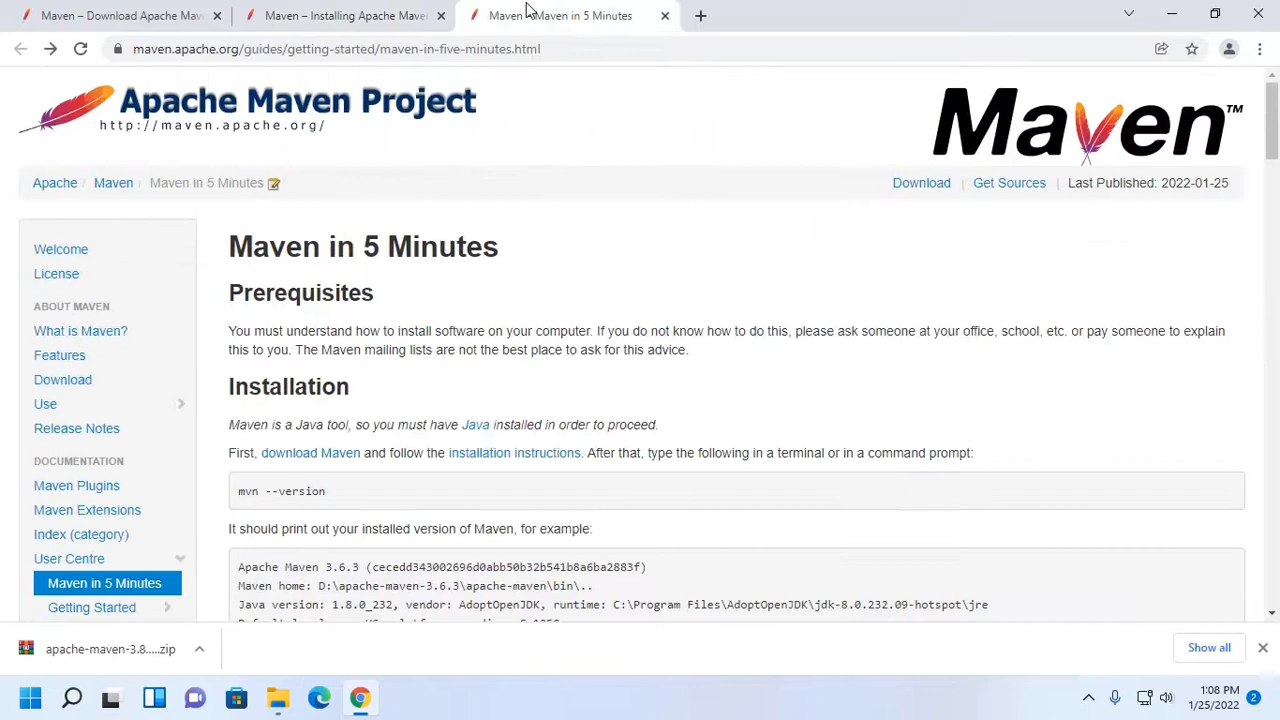 Maven – Download Apache Mav
Maven – Installing Apache Maven
Maven Maven in 5 Minutes
maven.apache.org/guides/getting-started/maven-in-five-minutes.html
Apache Maven Project
http://maven.apache.org/
Maven™
Apache / Maven / Maven in 5 Minutes
Download | Get Sources | Last Published: 2022-01-25
Welcome
License
ABOUT MAVEN
What is Maven?
Features
Download
Use
Release Notes
DOCUMENTATION
Maven Plugins
Maven Extensions
Index (category)
User Centre
Maven in 5 Minutes
Getting Started
Maven in 5 Minutes
Prerequisites
You must understand how to install software on your computer. If you do not know how to do this, please ask someone at your office, school, etc. or pay someone to explain
this to you. The Maven mailing lists are not the best place to ask for this advice.
Installation
Maven is a Java tool, so you must have Java installed in order to proceed.
First, download Maven and follow the installation instructions. After that, type the following in a terminal or in a command prompt:
mvn --version
It should print out your installed version of Maven, for example:
Apache Maven 3.6.3 (cecedd343002696d0abb50b32b541b8a6ba2883f)
Maven home: D:\apache-maven-3.6.3\apache-maven\bin\..
Java version: 1.8.0_232, vendor: AdoptOpenJDK, runtime: C:\Program Files\AdoptOpenJDK\jdk-8.0.232.09-hotspot\jre
apache-maven-3.8.....zip
Show all
1:08 PM
1/25/2022
2